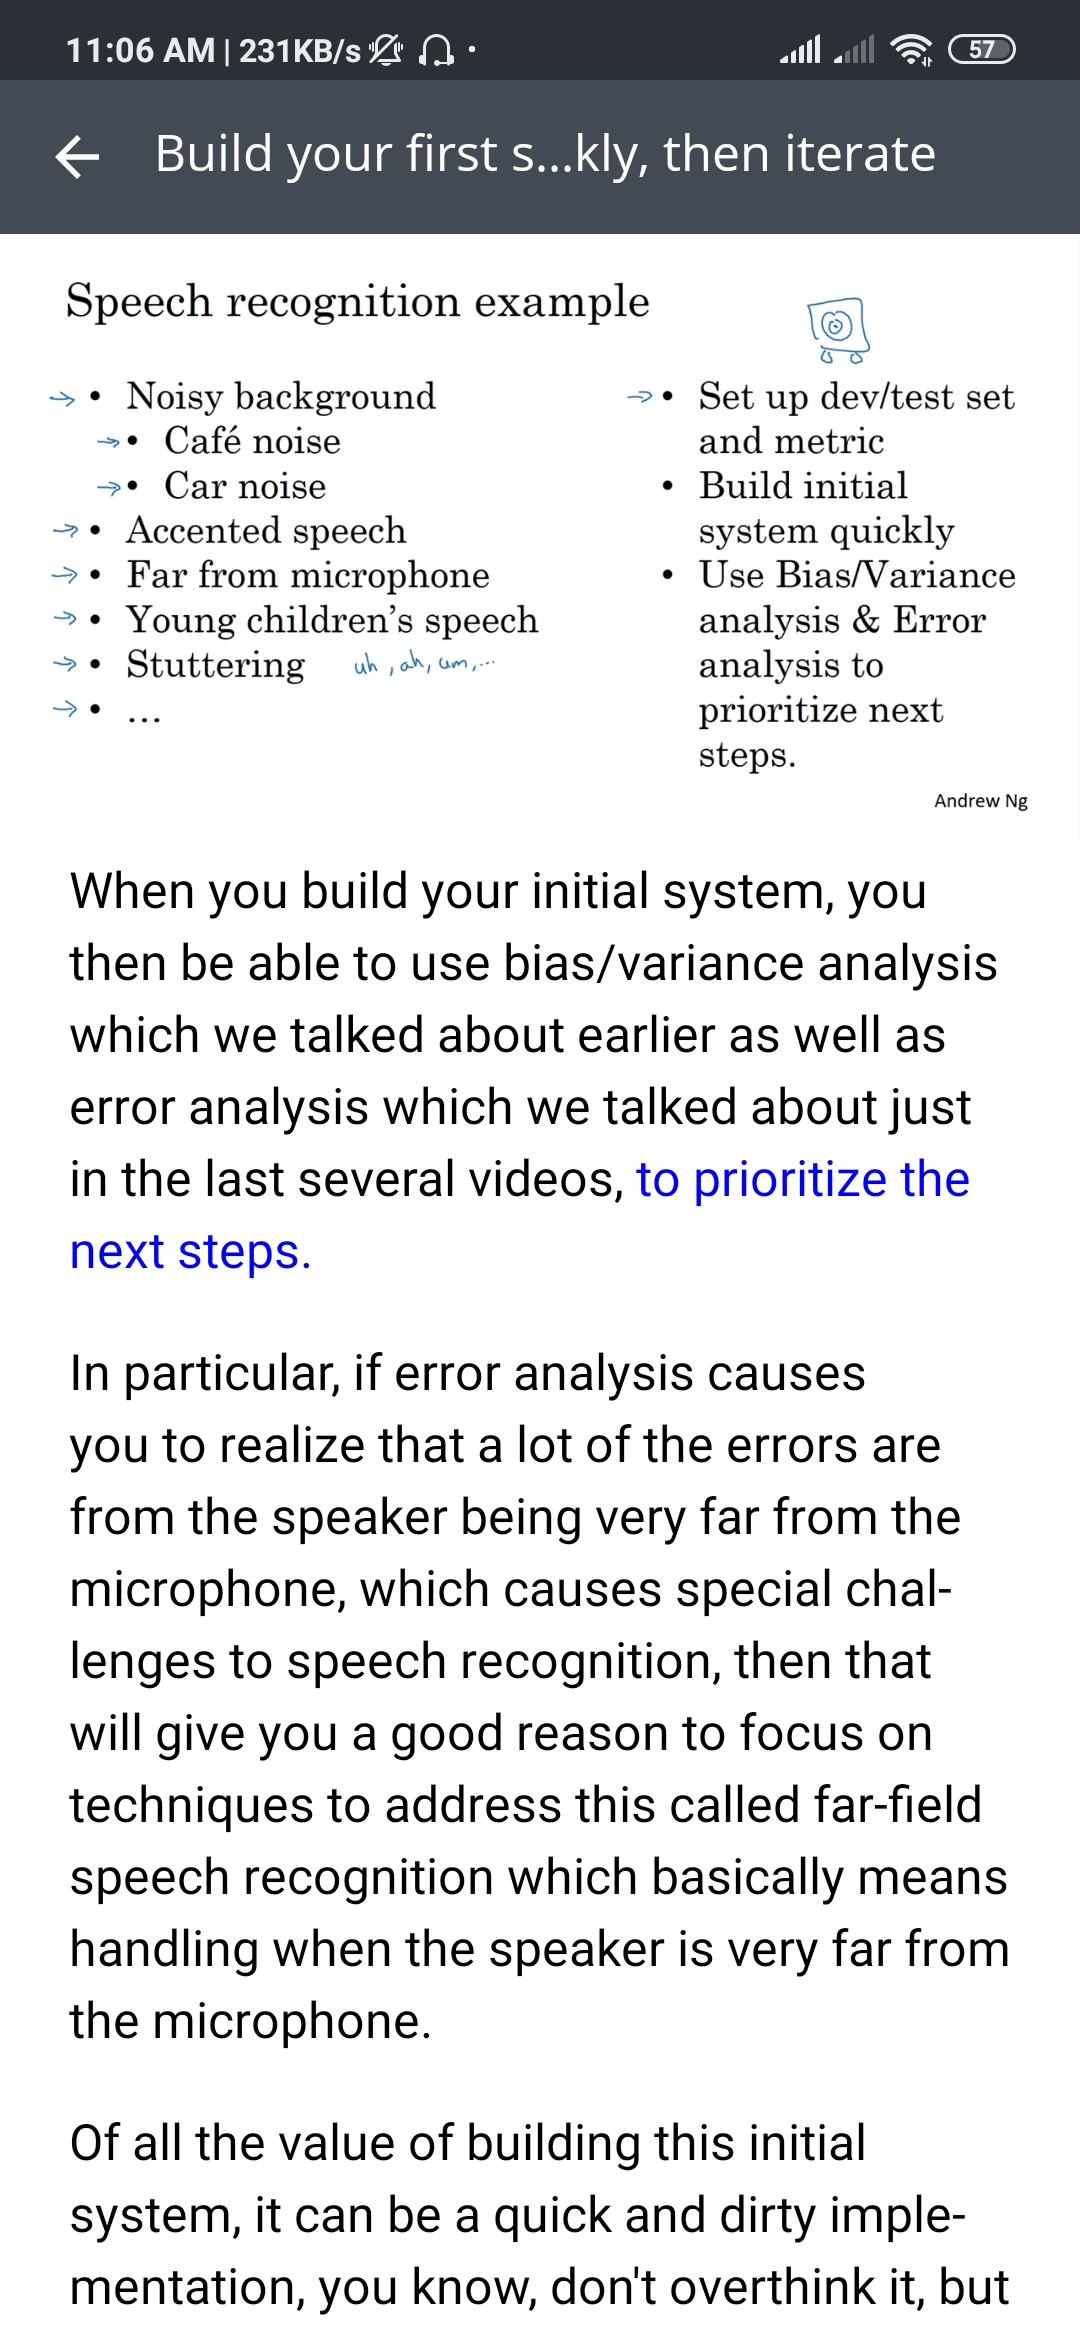 11:06 AM | 231KB/s
57
Build your first s...kly, then iterate
Speech recognition example
• Noisy background
• Café noise
• Car noise
• Accented speech
• Far from microphone
• Young children's speech
• Stuttering uh, ah, um,...
• ...
• Set up dev/test set
and metric
• Build initial
system quickly
• Use Bias/Variance
analysis & Error
analysis to
prioritize next
steps.
Andrew Ng
When you build your initial system, you
then be able to use bias/variance analysis
which we talked about earlier as well as
error analysis which we talked about just
in the last several videos, to prioritize the
next steps.
In particular, if error analysis causes
you to realize that a lot of the errors are
from the speaker being very far from the
microphone, which causes special chal-
lenges to speech recognition, then that
will give you a good reason to focus on
techniques to address this called far-field
speech recognition which basically means
handling when the speaker is very far from
the microphone.
Of all the value of building this initial
system, it can be a quick and dirty imple-
mentation, you know, don't overthink it, but